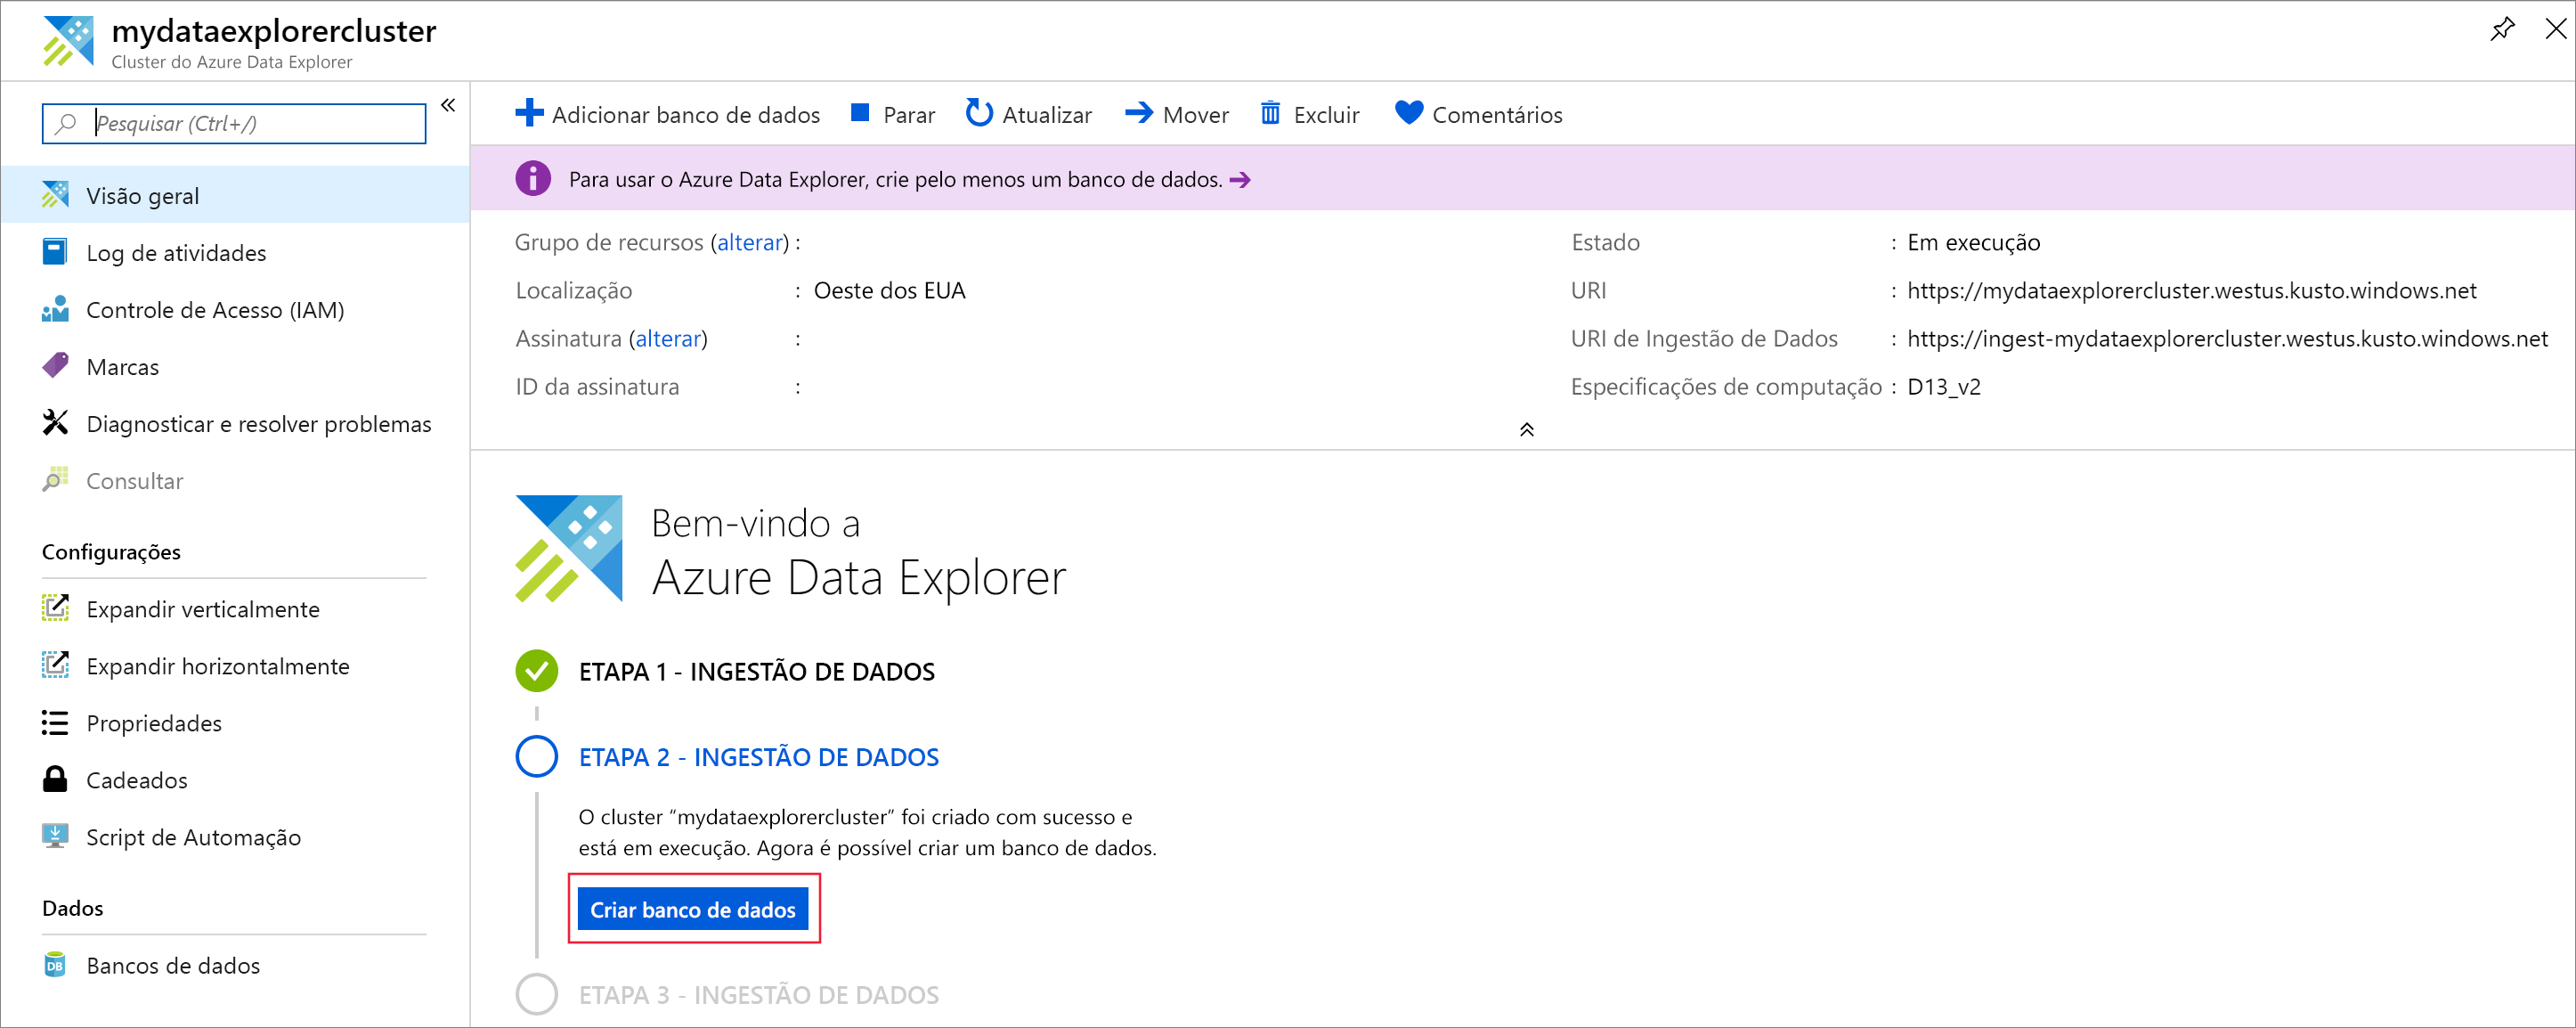 mydataexplorercluster
Cluster do Azure Data Explorer
Pesquisar (Ctrl+/)
Visão geral
Log de atividades
Controle de Acesso (IAM)
Marcas
Diagnosticar e resolver problemas
Consultar
Configurações
Expandir verticalmente
Expandir horizontalmente
Propriedades
Cadeados
Script de Automação
Dados
DB Bancos de dados
Adicionar banco de dados Parar Atualizar Mover Excluir Comentários
Para usar o Azure Data Explorer, crie pelo menos um banco de dados.
Grupo de recursos (alterar) :
Localização : Oeste dos EUA
Assinatura (alterar) :
ID da assinatura :
Estado : Em execução
URI : https://mydataexplorercluster.westus.kusto.windows.net
URI de Ingestão de Dados : https://ingest-mydataexplorercluster.westus.kusto.windows.net
Especificações de computação : D13_v2
Bem-vindo a
Azure Data Explorer
ETAPA 1 - INGESTÃO DE DADOS
ETAPA 2 - INGESTÃO DE DADOS
O cluster “mydataexplorercluster” foi criado com sucesso e
está em execução. Agora é possível criar um banco de dados.
Criar banco de dados
ETAPA 3 - INGESTÃO DE DADOS